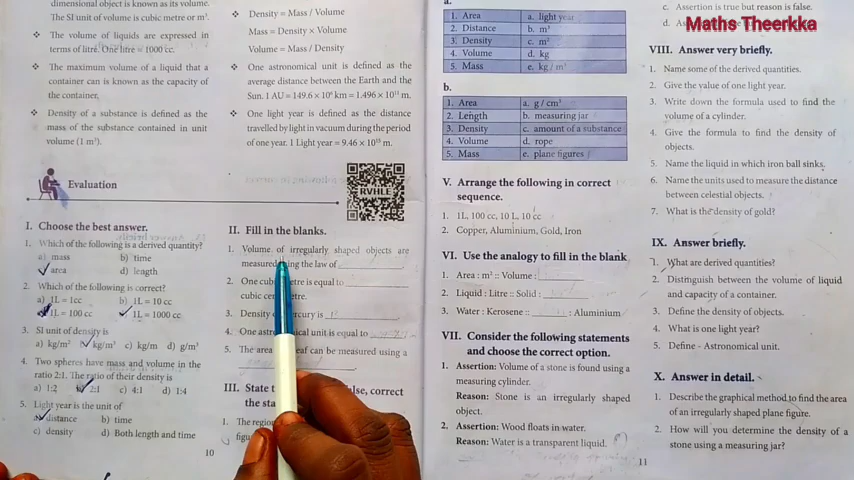 dimensional object is known as its volume.
The SI unit of volume is cubic metre or m³.
❖ The volume of liquids are expressed in
terms of litre. One litre = 1000 cc.
❖ The maximum volume of a liquid that a
container can is known as the capacity of
the container,
❖ Density of a substance is defined as the
mass of the substance contained in unit
volume (1 m³)
Evaluation
I. Choose the best answer.
1. Which of the following is a derived quantity?
a) mass b) time
area d) length
2. Which of the following is correct?
a) 1L = 1cc b) 1L = 10 cc
1L = 100 cc 1L = 1000 cc
3. SI unit of density is
a) kg/m² kg/m³ c) kg/m d) g/m³
4. Two spheres have mass and volume in the
ratio 2:1. The ratio of their density is
a) 1:2 2:1 c) 4:1 d) 1:4
5. Light year is the unit of
distance b) time
c) density d) Both length and time
10
❖ Density = Mass / Volume
Mass = Density × Volume
Volume = Mass / Density
❖ One astronomical unit is defined as the
average distance between the Earth and the
Sun. 1 AU = 149.6 × 10⁶ km = 1.496 × 10¹¹ m.
❖ One light year is defined as the distance
travelled by light in vacuum during the period
of one year. 1 Light year = 9.46 × 10¹⁵ m.
RVHILE
II. Fill in the blanks.
1. Volume of irregularly shaped objects are
measured using the law of
2. One cubic metre is equal to
cubic centimetre.
3. Density of mercury is
4. One astronomical unit is equal to
5. The area of leaf can be measured using a
III. State false, correct
the
1. The region
a.
1. Area a. light year
2. Distance b. m³
3. Density c. m²
4. Volume d. kg
5. Mass e. kg / m³
b.
1. Area a. g / cm³
2. Length b. measuring jar
3. Density c. amount of a substance
4. Volume d. rope
5. Mass e. plane figures
V. Arrange the following in correct
sequence.
1. 1L, 100 cc, 10 L, 10 cc
2. Copper, Aluminium, Gold, Iron
VI. Use the analogy to fill in the blank
1. Area : m² :: Volume :
2. Liquid : Litre :: Solid :
3. Water : Kerosene :: : Aluminium
VII. Consider the following statements
and choose the correct option.
1. Assertion: Volume of a stone is found using a
measuring cylinder.
Reason: Stone is an irregularly shaped
object.
2. Assertion: Wood floats in water.
Reason: Water is a transparent liquid.
11
c. Assertion is true but reason is false.
d.
Maths Theerkka
VIII. Answer very briefly.
1. Name some of the derived quantities.
2. Give the value of one light year.
3. Write down the formula used to find the
volume of a cylinder.
4. Give the formula to find the density of
objects.
5. Name the liquid in which iron ball sinks.
6. Name the units used to measure the distance
between celestial objects.
7. What is the density of gold?
IX. Answer briefly.
1. What are derived quantities?
2. Distinguish between the volume of liquid
and capacity of a container.
3. Define the density of objects.
4. What is one light year?
5. Define - Astronomical unit.
X. Answer in detail.
1. Describe the graphical method to find the area
of an irregularly shaped plane figure.
2. How will you determine the density of a
stone using a measuring jar?